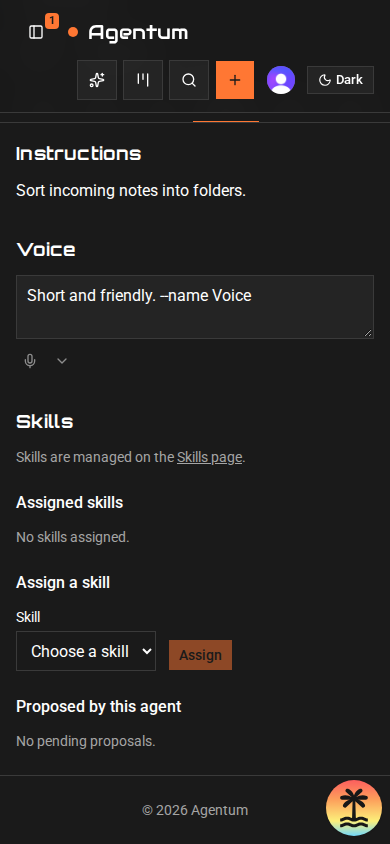 1
Agentum
Dark
Instructions
Sort incoming notes into folders.
Voice
Short and friendly. --name Voice
Skills
Skills are managed on the Skills page.
Assigned skills
No skills assigned.
Assign a skill
Skill
Choose a skill
Assign
Proposed by this agent
No pending proposals.
© 2026 Agentum